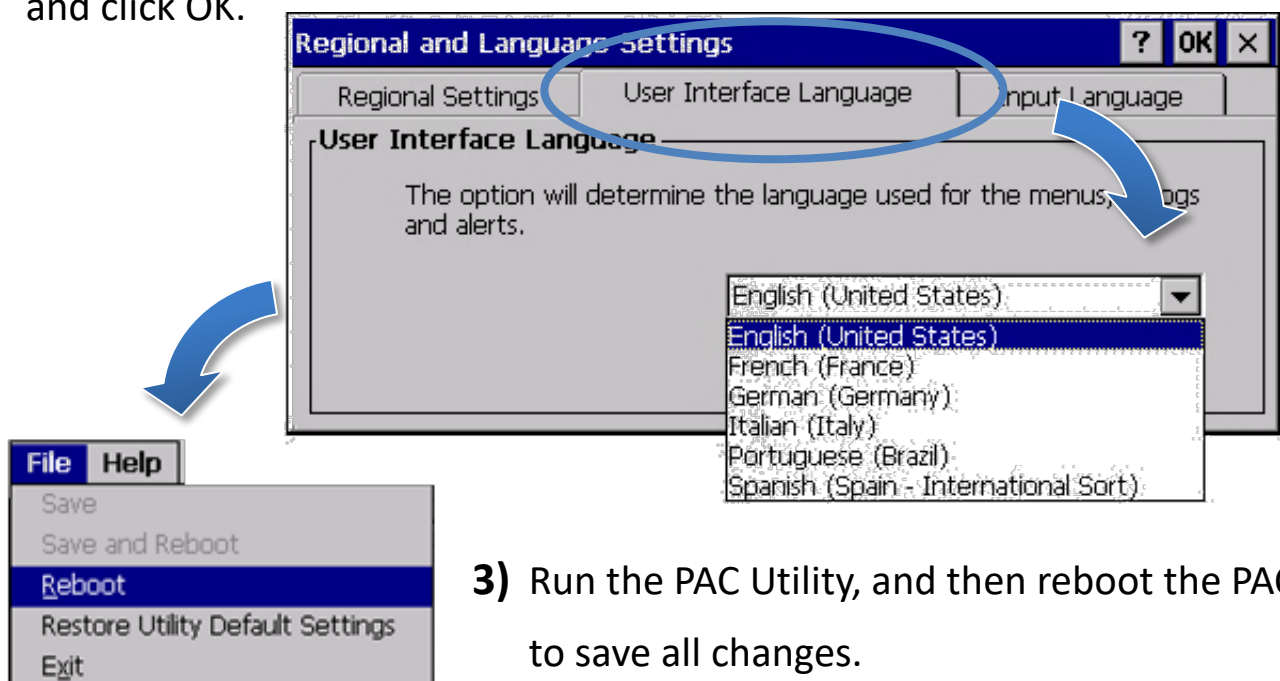 and click OK.
Regional and Language Settings ? OK ×
Regional Settings User Interface Language Input Language
User Interface Language
The option will determine the language used for the menus,
and alerts.
English (United States)
English (United States)
French (France)
German (Germany)
Italian (Italy)
Portuguese (Brazil)
Spanish (Spain - International Sort)
File Help
Save
Save and Reboot
Reboot
Restore Utility Default Settings
Exit
3) Run the PAC Utility, and then reboot the PAC
to save all changes.